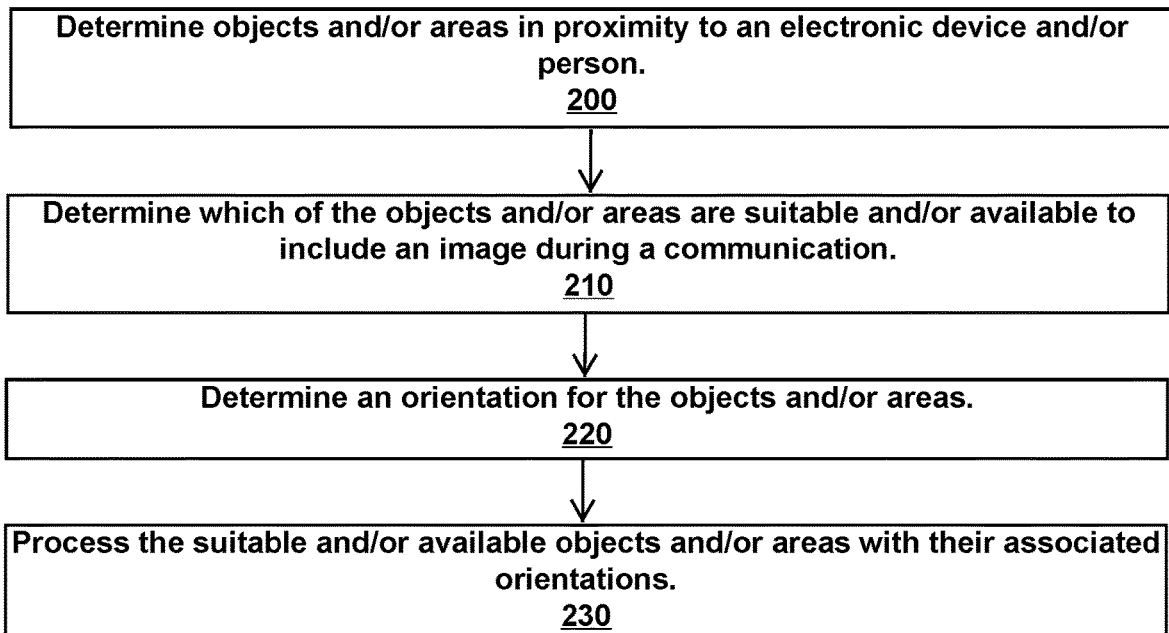 Determine objects and/or areas in proximity to an electronic device and/or
person.
200
Determine which of the objects and/or areas are suitable and/or available to
include an image during a communication.
210
Determine an orientation for the objects and/or areas.
220
Process the suitable and/or available objects and/or areas with their associated
orientations.
230